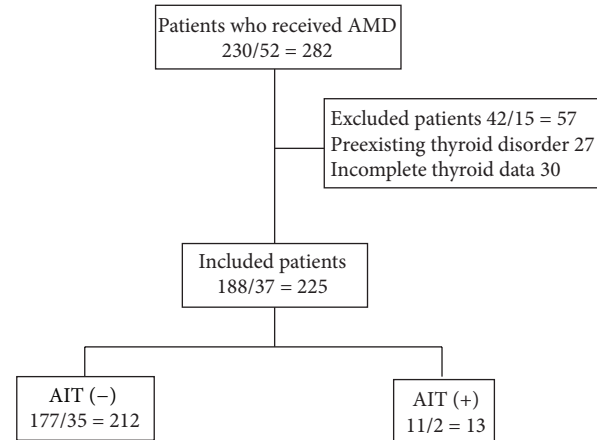 Patients who received AMD
230/52 = 282
Excluded patients 42/15 = 57
Preexisting thyroid disorder 27
Incomplete thyroid data 30
Included patients
188/37 = 225
AIT (−)
177/35 = 212
AIT (+)
11/2 = 13